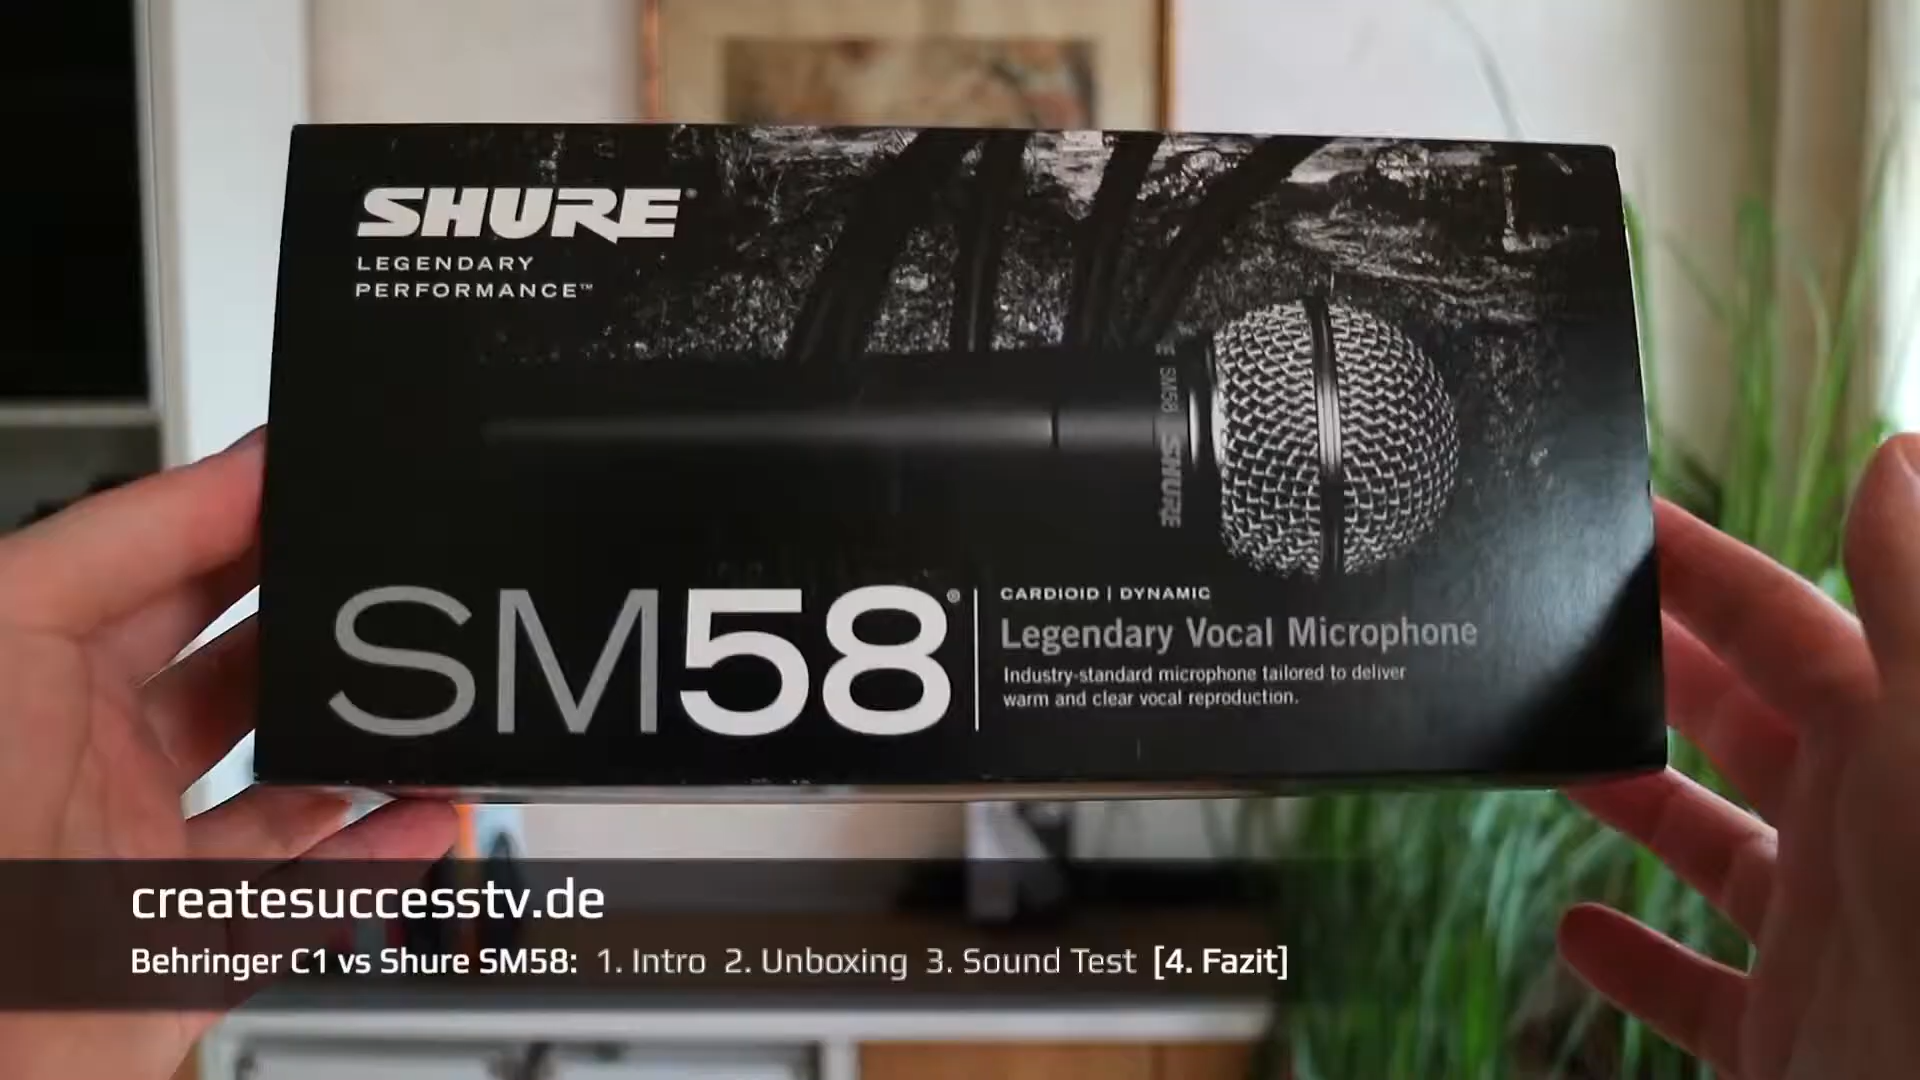 SHURE®
LEGENDARY
PERFORMANCE™
SM58
SHURE
SM58®
CARDIOID | DYNAMIC
Legendary Vocal Microphone
Industry-standard microphone tailored to deliver
warm and clear vocal reproduction.
createsuccesstv.de
Behringer C1 vs Shure SM58: 1. Intro 2. Unboxing 3. Sound Test [4. Fazit]